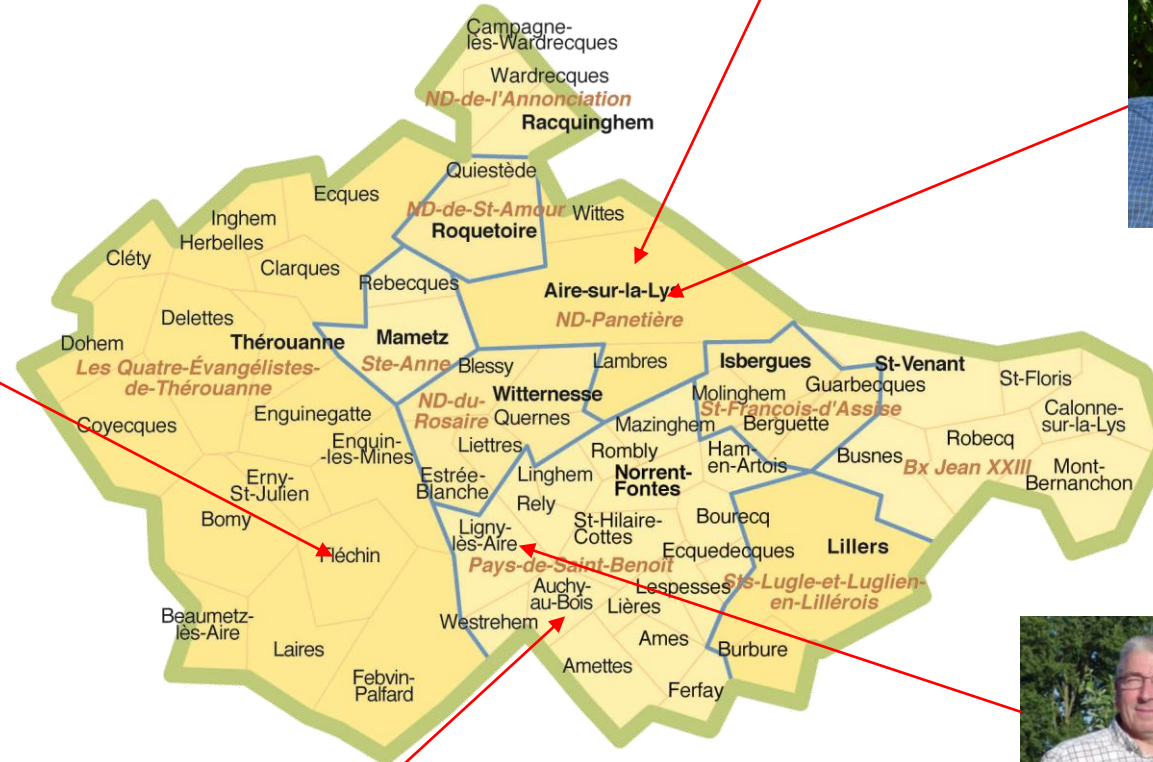 Campagne-
lès-Wardrecques
Wardrecques
ND-de-l'Annonciation
Racquinghem
Quiestède
Ecques
ND-de-St-Amour
Wittes
Inghem
Roquetoire
Herbelles
Cléty
Clarques
Rebecques
Aire-sur-la-Lys
Delettes
ND-Panetière
Dohem
Thérouanne
Mametz
Les Quatre-Évangélistes-
de-Thérouanne
Ste-Anne
Blessy
Lambres
Isbergues
St-Venant
St-Floris
Molinghem
Guarbecques
ND-du-
Rosaire
Witternesse
St-François-d'Assise
Calonne-
sur-la-Lys
Coyecques
Enguinegatte
Quernes
Mazinghem
Berguette
Robecq
Enquin-
-les-Mines
Liettres
Rombly
Ham-
en-Artois
Busnes
Bx Jean XXIII
Mont-
Bernanchon
Erny-
St-Julien
Estrée-
Blanche
Linghem
Norrent-
Fontes
Rely
Bomy
Ligny-
lès-Aire
St-Hilaire-
Cottes
Bourecq
Fléchin
Ecquedecques
Lillers
Pays-de-Saint-Benoît
Auchy-
au-Bois
Lespesses
Sts-Lugle-et-Luglien-
en-Lillérois
Beaumetz-
lès-Aire
Westrehem
Lières
Laires
Ames
Burbure
Amettes
Febvin-
Palfard
Ferfay